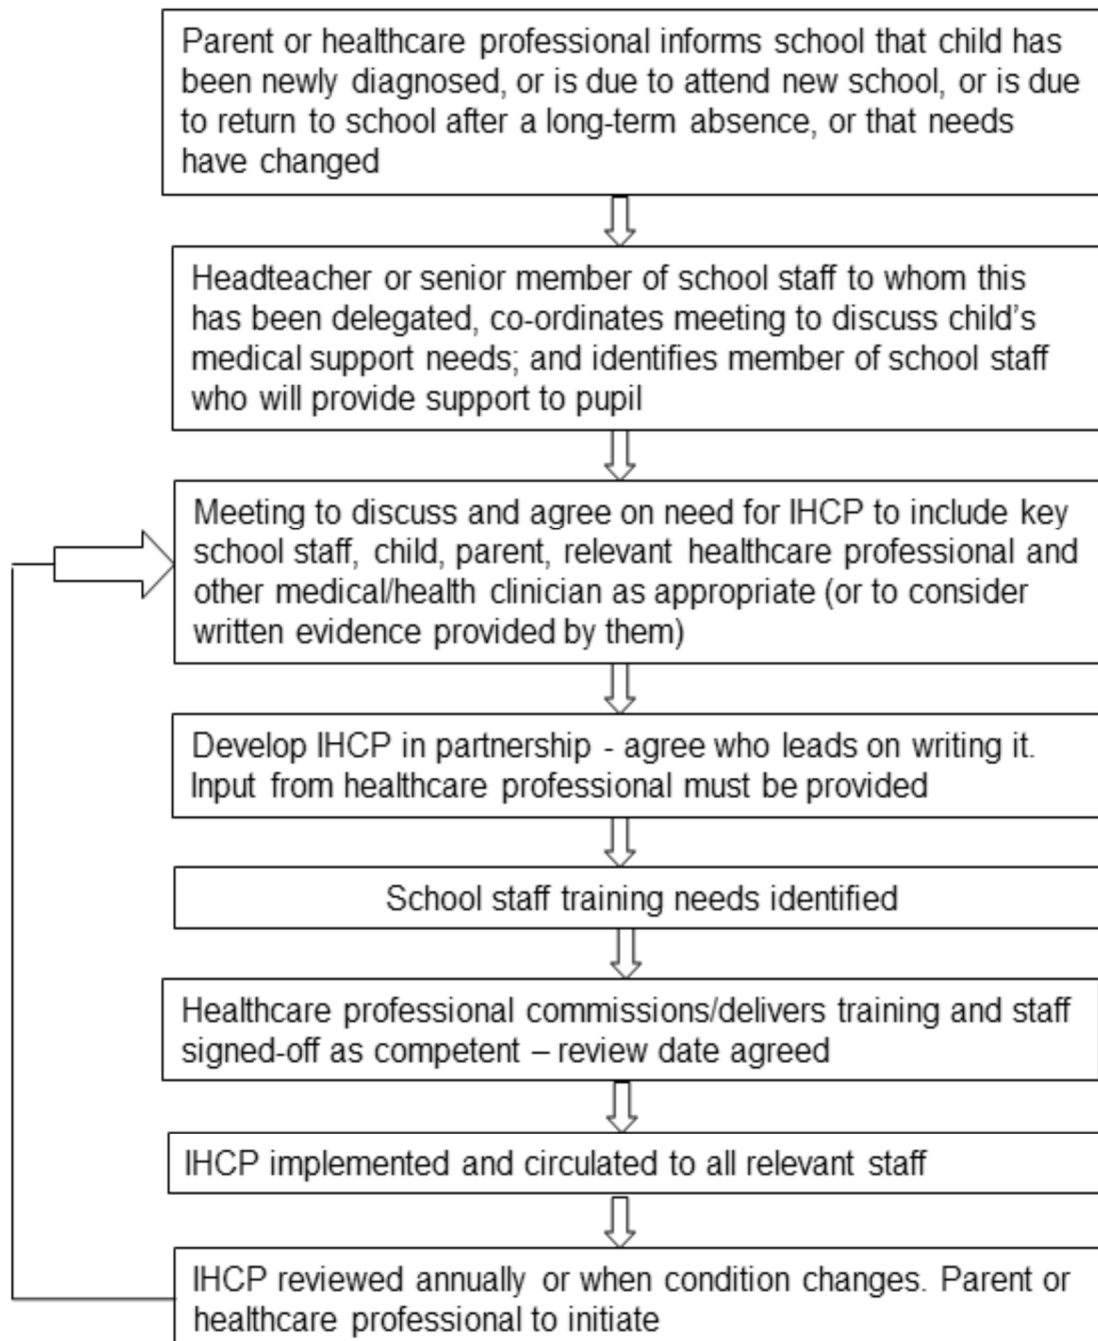 Parent or healthcare professional informs school that child has
been newly diagnosed, or is due to attend new school, or is due
to return to school after a long-term absence, or that needs
have changed
Headteacher or senior member of school staff to whom this
has been delegated, co-ordinates meeting to discuss child's
medical support needs; and identifies member of school staff
who will provide support to pupil
Meeting to discuss and agree on need for IHCP to include key
school staff, child, parent, relevant healthcare professional and
other medical/health clinician as appropriate (or to consider
written evidence provided by them)
Develop IHCP in partnership - agree who leads on writing it.
Input from healthcare professional must be provided
School staff training needs identified
Healthcare professional commissions/delivers training and staff
signed-off as competent – review date agreed
IHCP implemented and circulated to all relevant staff
IHCP reviewed annually or when condition changes. Parent or
healthcare professional to initiate